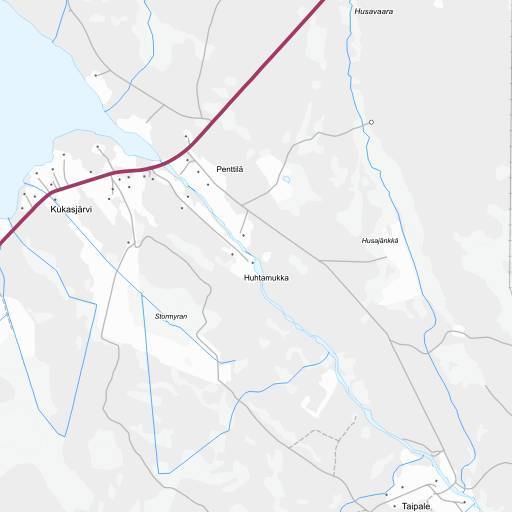 Husavaara
Penttilä
Kukasjärvi
Husajänkkä
Huhtamukka
Stormyran
Taipale